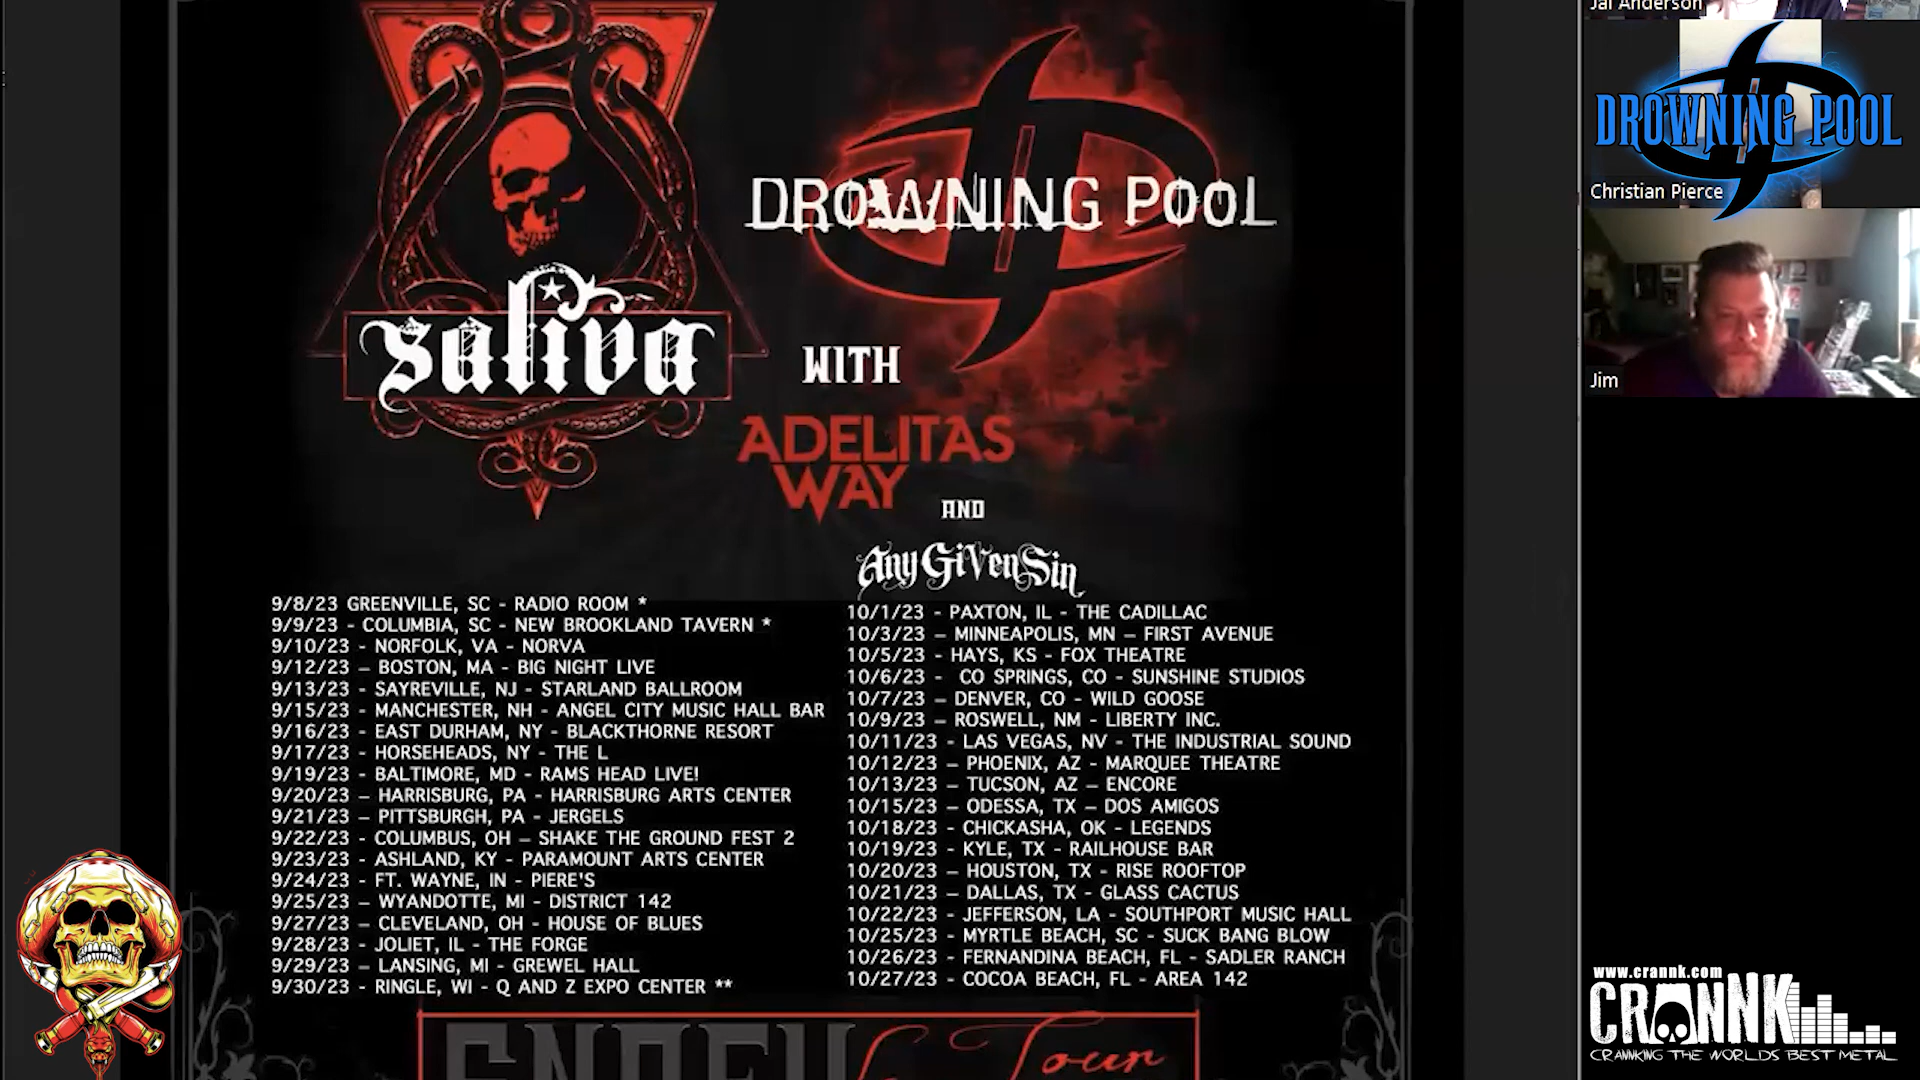 Jai Anderson
DROWNING POOL
Christian Pierce
Jim
saliva
DROWNING POOL
WITH
ADELITAS
WAY
AND
Any GiVen Sin
9/8/23 GREENVILLE, SC - RADIO ROOM *
9/9/23 - COLUMBIA, SC - NEW BROOKLAND TAVERN *
9/10/23 - NORFOLK, VA - NORVA
9/12/23 – BOSTON, MA - BIG NIGHT LIVE
9/13/23 - SAYREVILLE, NJ - STARLAND BALLROOM
9/15/23 - MANCHESTER, NH - ANGEL CITY MUSIC HALL BAR
9/16/23 - EAST DURHAM, NY - BLACKTHORNE RESORT
9/17/23 - HORSEHEADS, NY - THE L
9/19/23 - BALTIMORE, MD - RAMS HEAD LIVE!
9/20/23 – HARRISBURG, PA - HARRISBURG ARTS CENTER
9/21/23 – PITTSBURGH, PA - JERGELS
9/22/23 - COLUMBUS, OH – SHAKE THE GROUND FEST 2
9/23/23 - ASHLAND, KY - PARAMOUNT ARTS CENTER
9/24/23 - FT. WAYNE, IN - PIERE'S
9/25/23 – WYANDOTTE, MI - DISTRICT 142
9/27/23 – CLEVELAND, OH - HOUSE OF BLUES
9/28/23 - JOLIET, IL - THE FORGE
9/29/23 – LANSING, MI - GREWEL HALL
9/30/23 - RINGLE, WI - Q AND Z EXPO CENTER **
10/1/23 - PAXTON, IL - THE CADILLAC
10/3/23 – MINNEAPOLIS, MN – FIRST AVENUE
10/5/23 - HAYS, KS - FOX THEATRE
10/6/23 - CO SPRINGS, CO - SUNSHINE STUDIOS
10/7/23 – DENVER, CO - WILD GOOSE
10/9/23 – ROSWELL, NM - LIBERTY INC.
10/11/23 - LAS VEGAS, NV - THE INDUSTRIAL SOUND
10/12/23 – PHOENIX, AZ - MARQUEE THEATRE
10/13/23 – TUCSON, AZ – ENCORE
10/15/23 – ODESSA, TX – DOS AMIGOS
10/18/23 - CHICKASHA, OK - LEGENDS
10/19/23 - KYLE, TX - RAILHOUSE BAR
10/20/23 – HOUSTON, TX - RISE ROOFTOP
10/21/23 – DALLAS, TX - GLASS CACTUS
10/22/23 - JEFFERSON, LA - SOUTHPORT MUSIC HALL
10/25/23 - MYRTLE BEACH, SC - SUCK BANG BLOW
10/26/23 - FERNANDINA BEACH, FL - SADLER RANCH
10/27/23 - COCOA BEACH, FL - AREA 142
Tour
www.crannk.com
CRANNK
CRANNKING THE WORLDS BEST METAL